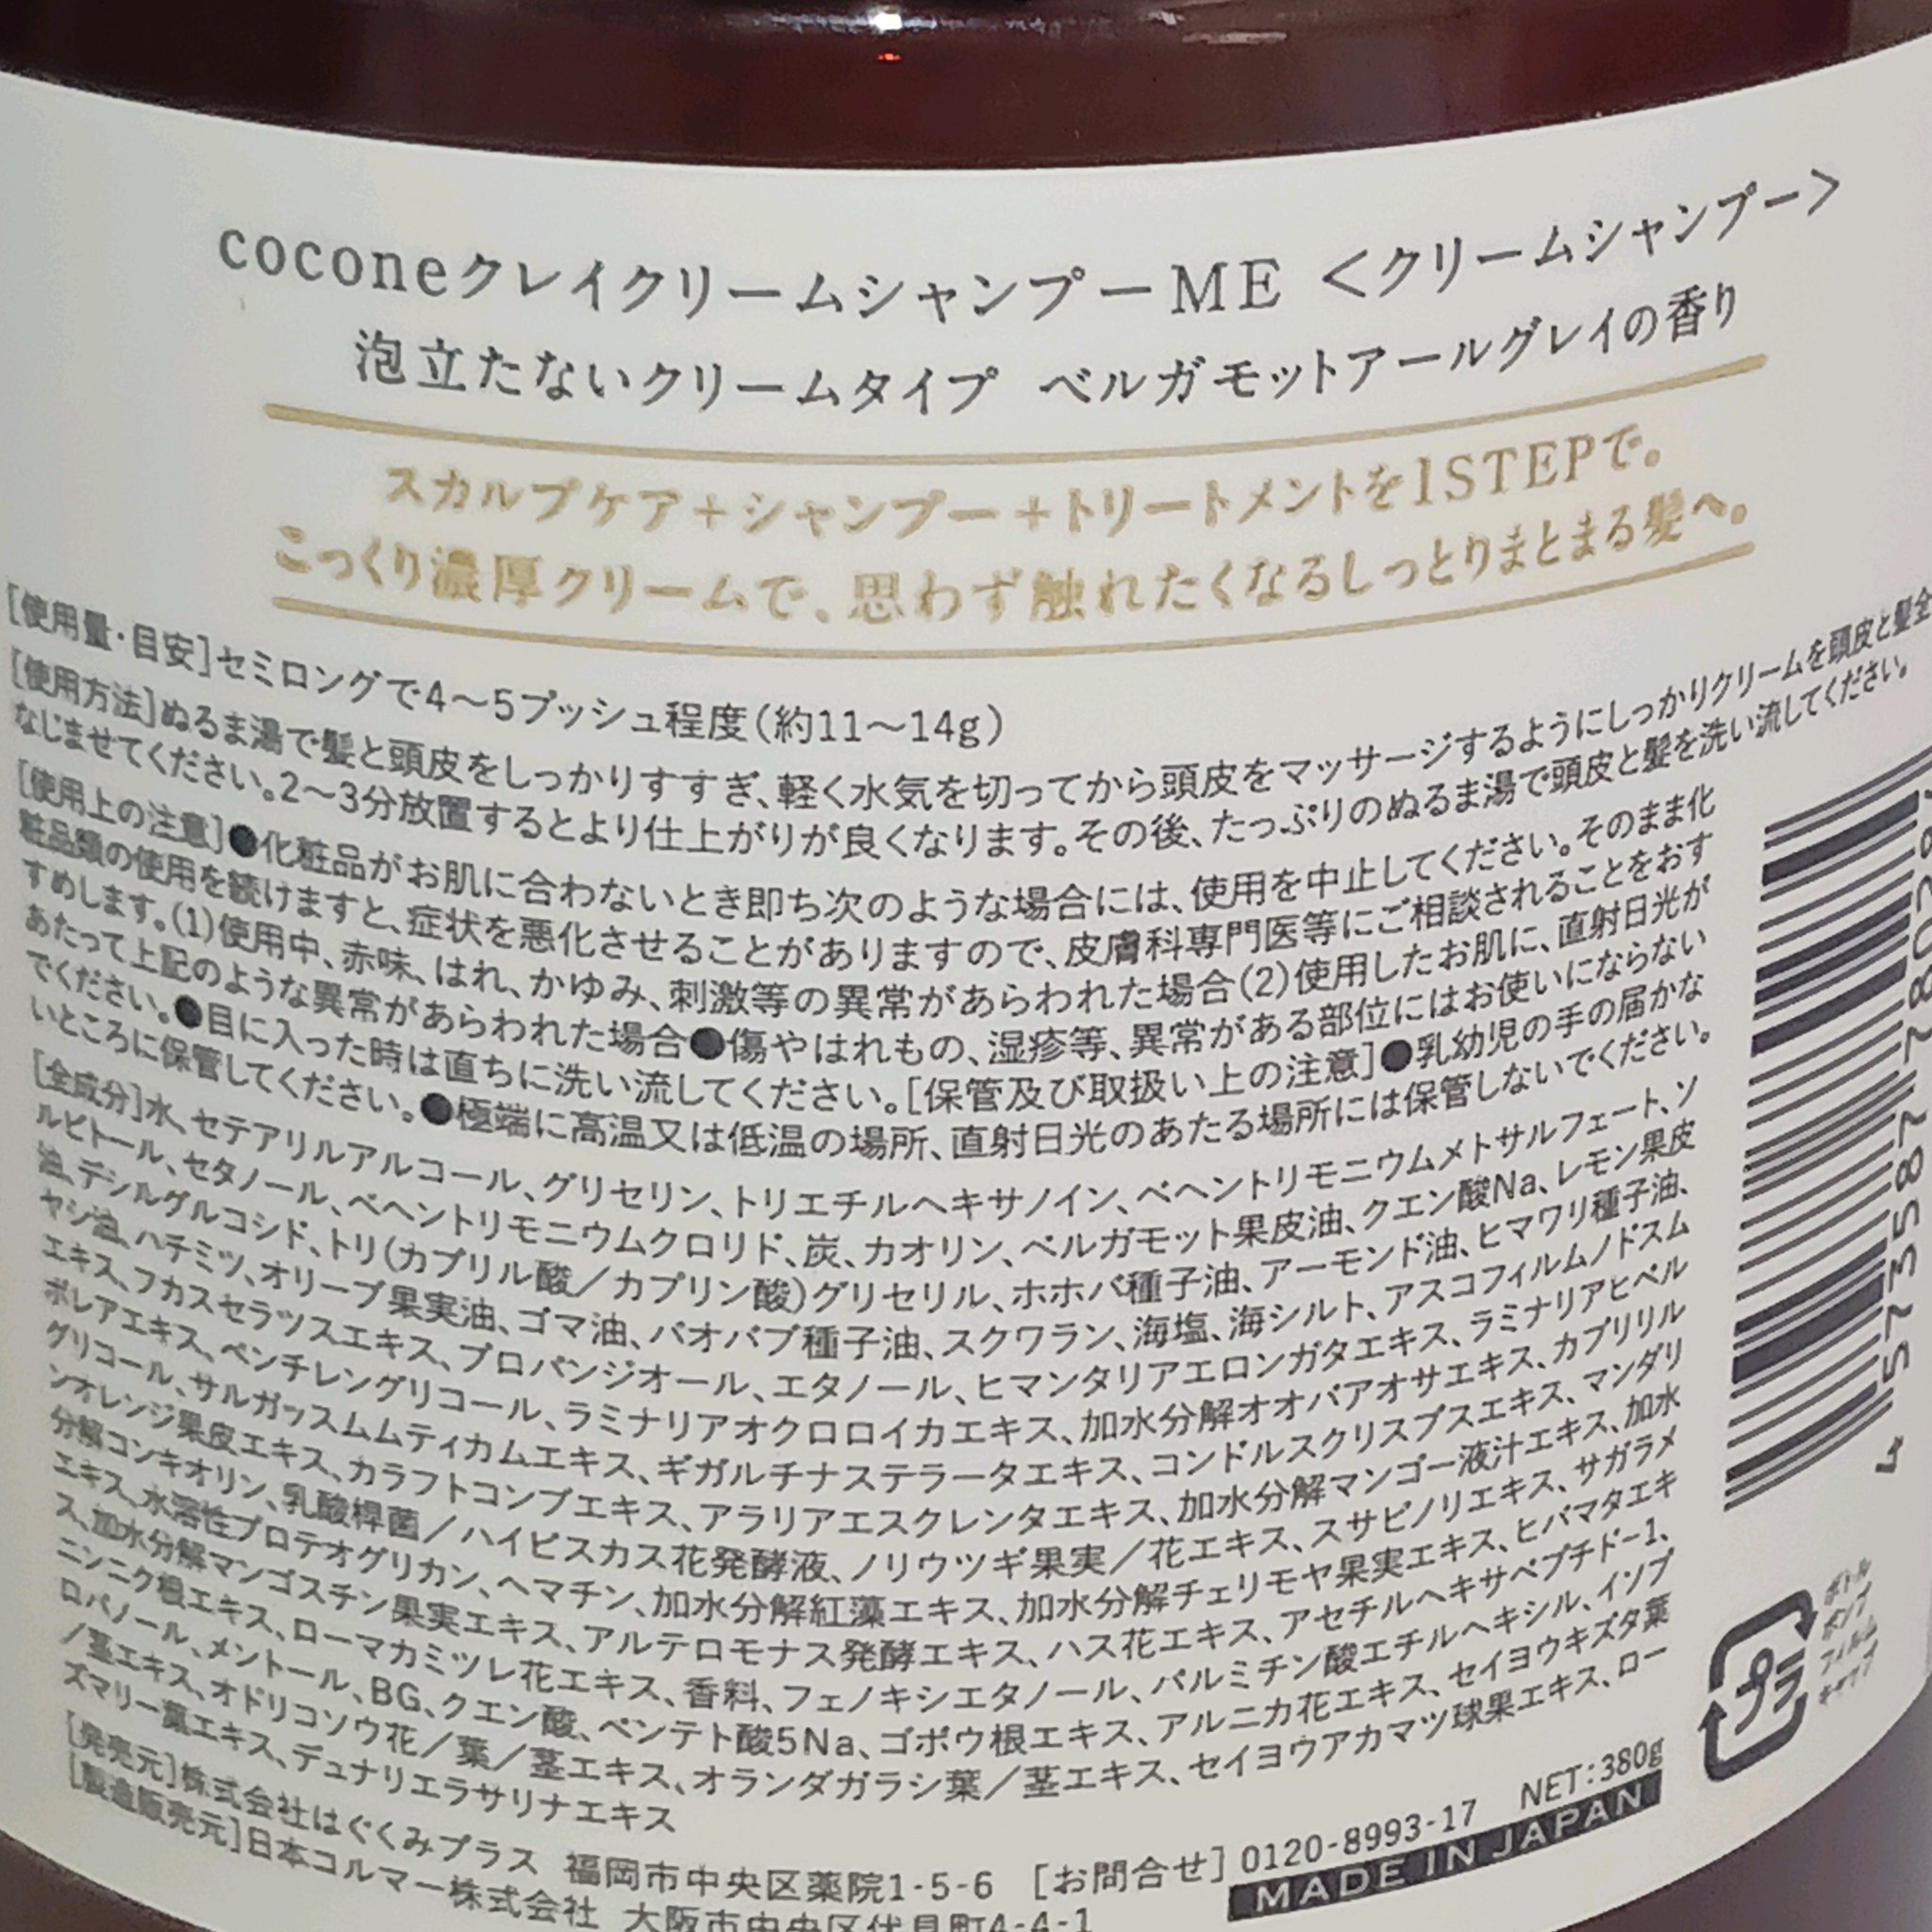 coconeクレイクリームシャンプーME ＜クリームシャンプー＞
泡立たないクリームタイプ ベルガモットアールグレイの香り
スカルプケア＋シャンプー＋トリートメントを1STEPで。
こっくり濃厚クリームで、思わず触れたくなるしっとりまとまる髪へ。
[使用量・目安]セミロングで4〜5プッシュ程度(約11〜14g)
[使用方法]ぬるま湯で髪と頭皮をしっかりすすぎ、軽く水気を切ってから頭皮をマッサージするようにしっかりクリームを頭皮と髪全
なじませてください。2〜3分放置するとより仕上がりが良くなります。その後、たっぷりのぬるま湯で頭皮と髪を洗い流してください。
[使用上の注意]●化粧品がお肌に合わないとき即ち次のような場合には、使用を中止してください。そのまま化
粧品類の使用を続けますと、症状を悪化させることがありますので、皮膚科専門医等にご相談されることをおす
すめします。(1)使用中、赤味、はれ、かゆみ、刺激等の異常があらわれた場合(2)使用したお肌に、直射日光が
あたって上記のような異常があらわれた場合●傷やはれもの、湿疹等、異常がある部位にはお使いにならない
でください。●目に入った時は直ちに洗い流してください。[保管及び取扱い上の注意]●乳幼児の手の届かな
いところに保管してください。●極端に高温又は低温の場所、直射日光のあたる場所には保管しないでください。
[全成分]水、セテアリルアルコール、グリセリン、トリエチルヘキサノイン、ベヘントリモニウムメトサルフェート、ソ
ルビトール、セタノール、ベヘントリモニウムクロリド、炭、カオリン、ベルガモット果皮油、クエン酸Na、レモン果皮
油、デシルグルコシド、トリ(カプリル酸／カプリン酸)グリセリル、ホホバ種子油、アーモンド油、ヒマワリ種子油、
ヤシ油、ハチミツ、オリーブ果実油、ゴマ油、バオバブ種子油、スクワラン、海塩、海シルト、アスコフィルムノドスム
エキス、フカスセラツスエキス、プロパンジオール、エタノール、ヒマンタリアエロンガタエキス、ラミナリアヒペル
ボレアエキス、ペンチレングリコール、ラミナリアオクロロイカエキス、加水分解オオバアオサエキス、カプリリル
グリコール、サルガッスムムティカムエキス、ギガルチナステラータエキス、コンドルスクリスプスエキス、マンダリ
ンオレンジ果皮エキス、カラフトコンブエキス、アラリアエスクレンタエキス、加水分解マンゴー液汁エキス、加水
分解コンキオリン、乳酸桿菌／ハイビスカス花発酵液、ノリウツギ果実／花エキス、スサビノリエキス、サガラメ
エキス、水溶性プロテオグリカン、ヘマチン、加水分解紅藻エキス、加水分解チェリモヤ果実エキス、ヒバマタエキ
ス、加水分解マンゴスチン果実エキス、アルテロモナス発酵エキス、ハス花エキス、アセチルヘキサペプチド-1、
ニンニク根エキス、ローマカミツレ花エキス、香料、フェノキシエタノール、パルミチン酸エチルヘキシル、イソプ
ロパノール、メントール、BG、クエン酸、ペンテト酸5Na、ゴボウ根エキス、アルニカ花エキス、セイヨウキズタ葉
／茎エキス、オドリコソウ花／葉／茎エキス、オランダガラシ葉／茎エキス、セイヨウアカマツ球果エキス、ロー
ズマリー葉エキス、デュナリエラサリナエキス
[発売元]株式会社はぐくみプラス 福岡市中央区薬院1-5-6 [お問合せ]0120-8993-17 NET:380g
[製造販売元]日本コルマー株式会社 大阪市中央区伏見町4-4-1 MADE IN JAPAN
プラ
ボトル
ポンプ
フィルム
キャップ